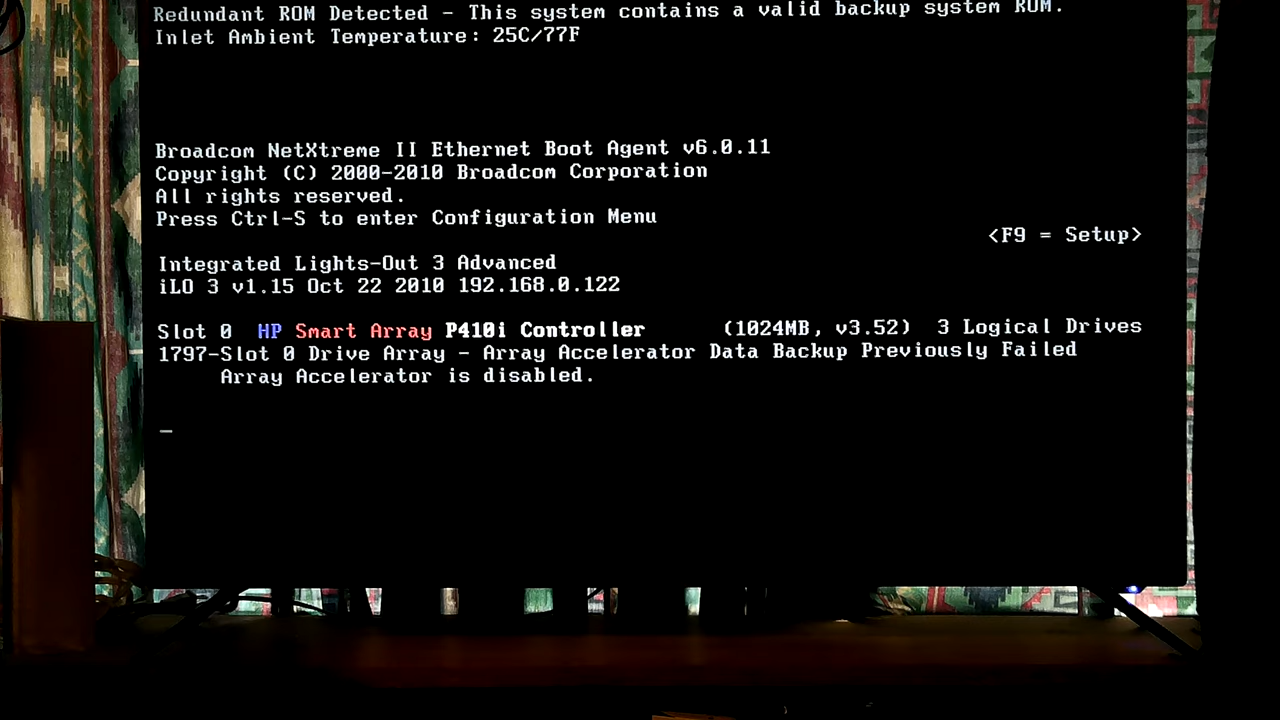 Redundant ROM Detected - This system contains a valid backup system ROM.
Inlet Ambient Temperature: 25C/77F
Broadcom NetXtreme II Ethernet Boot Agent v6.0.11
Copyright (C) 2000-2010 Broadcom Corporation
All rights reserved.
Press Ctrl-S to enter Configuration Menu
<F9 = Setup>
Integrated Lights-Out 3 Advanced
iLO 3 v1.15 Oct 22 2010 192.168.0.122
Slot 0 HP Smart Array P410i Controller (1024MB, v3.52) 3 Logical Drives
1797-Slot 0 Drive Array - Array Accelerator Data Backup Previously Failed
Array Accelerator is disabled.